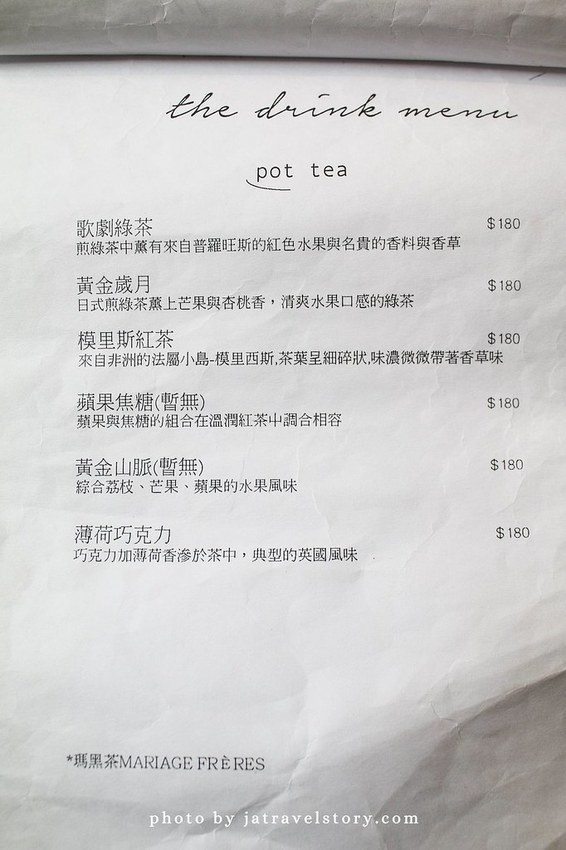 the drink menu
pot tea
歌劇綠茶 $180
煎綠茶中薰有來自普羅旺斯的紅色水果與名貴的香料與香草
黃金歲月 $180
日式煎綠茶薰上芒果與杏桃香，清爽水果口感的綠茶
模里斯紅茶 $180
來自非洲的法屬小島-模里西斯,茶葉呈細碎狀,味濃微微帶著香草味
蘋果焦糖(暫無) $180
蘋果與焦糖的組合在溫潤紅茶中調合相容
黃金山脈(暫無) $180
綜合荔枝、芒果、蘋果的水果風味
薄荷巧克力 $180
巧克力加薄荷香滲於茶中，典型的英國風味
*瑪黑茶MARIAGE FRÈRES
photo by jatravelstory.com